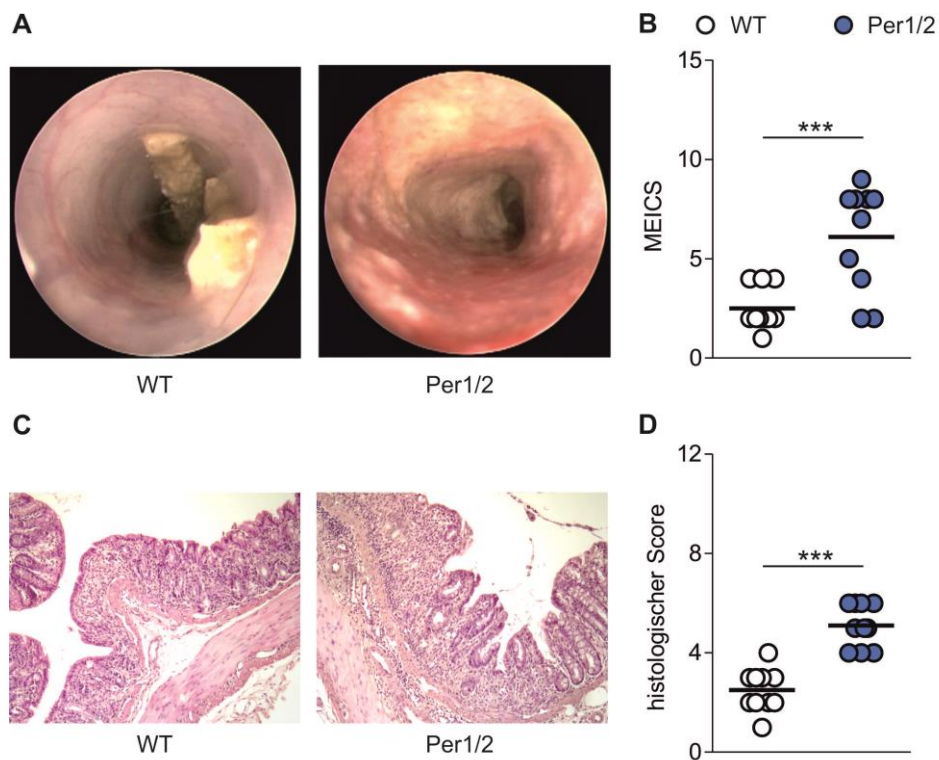 A
WT
Per1/2
B
WT
Per1/2
15
10
5
0
MEICS
***
C
WT
Per1/2
D
12
8
4
0
histologischer Score
***